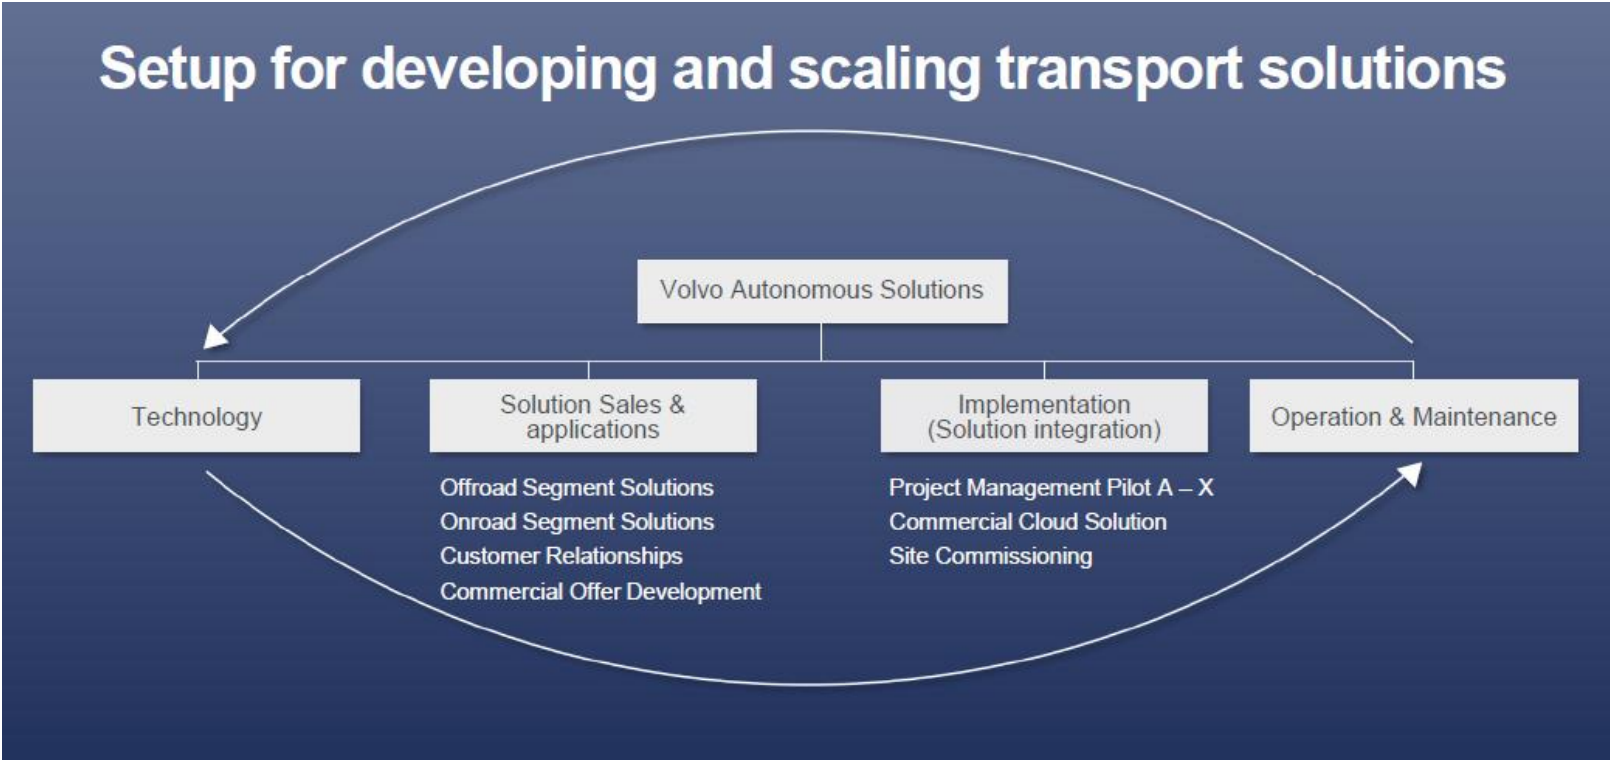 Setup for developing and scaling transport solutions
Volvo Autonomous Solutions
Technology
Solution Sales &
applications
Offroad Segment Solutions
Onroad Segment Solutions
Customer Relationships
Commercial Offer Development
Implementation
(Solution integration)
Project Management Pilot A – X
Commercial Cloud Solution
Site Commissioning
Operation & Maintenance